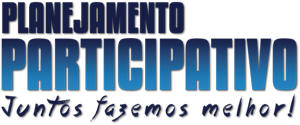 PLANEJAMENTO
PARTICIPATIVO
Juntos fazemos melhor!